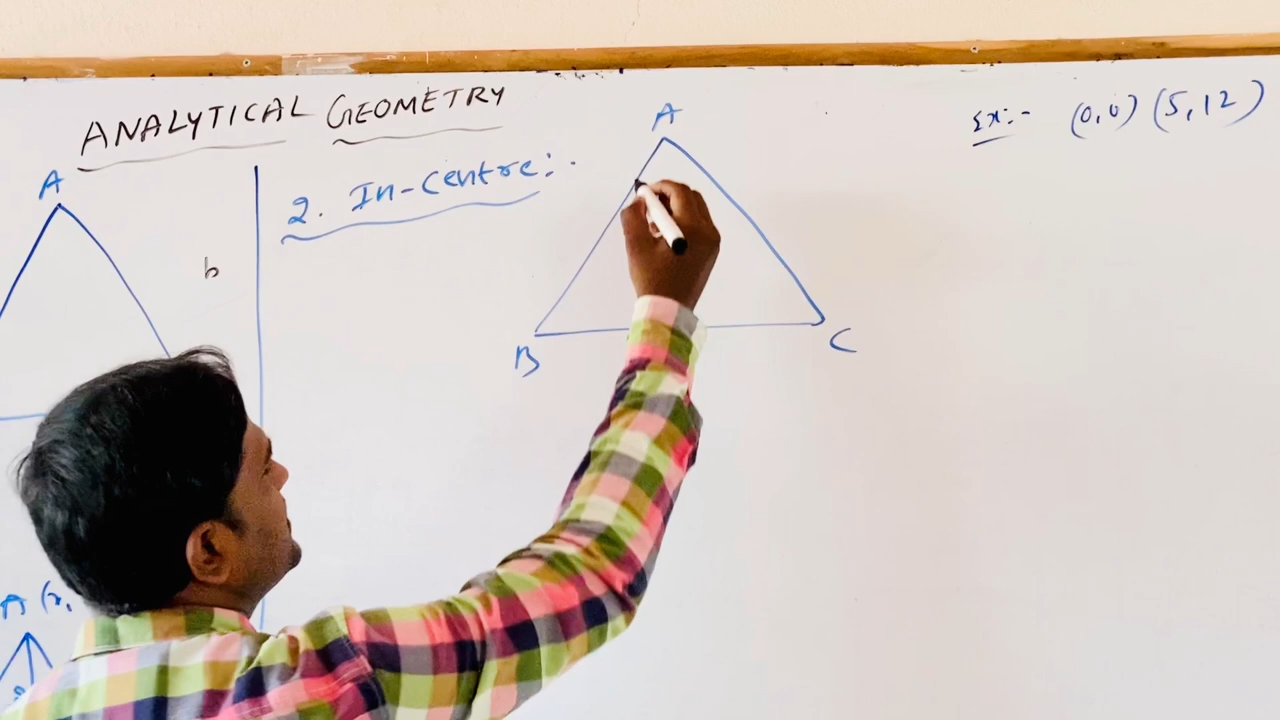 ANALYTICAL GEOMETRY
A
b
2. In-Centre:-
A
B
C
Ex:- (0,0) (5,12)
A (x,